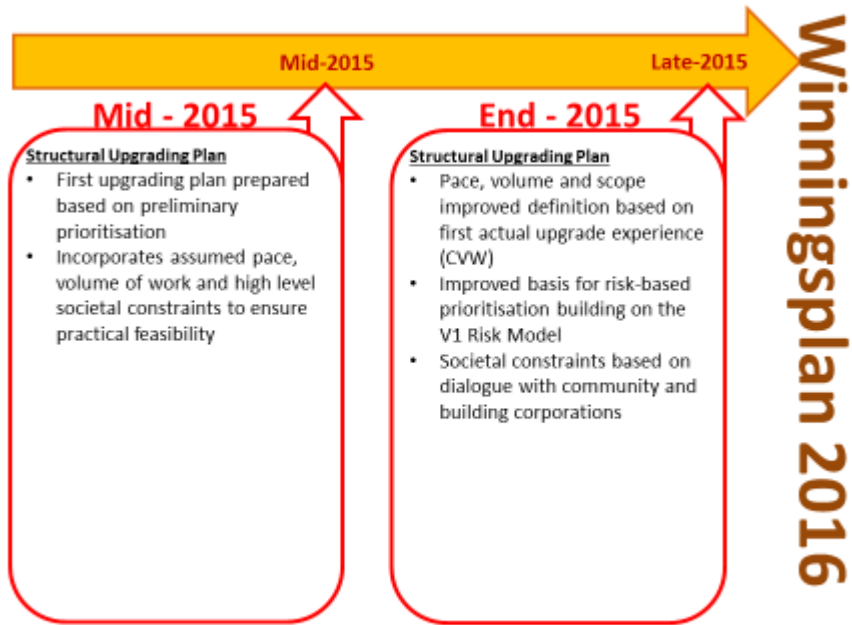 Mid-2015
Late-2015
Mid - 2015
Structural Upgrading Plan
• First upgrading plan prepared
based on preliminary
prioritisation
• Incorporates assumed pace,
volume of work and high level
societal constraints to ensure
practical feasibility
End - 2015
Structural Upgrading Plan
• Pace, volume and scope
improved definition based on
first actual upgrade experience
(CVW)
• Improved basis for risk-based
prioritisation building on the
V1 Risk Model
• Societal constraints based on
dialogue with community and
building corporations
Winningsplan 2016